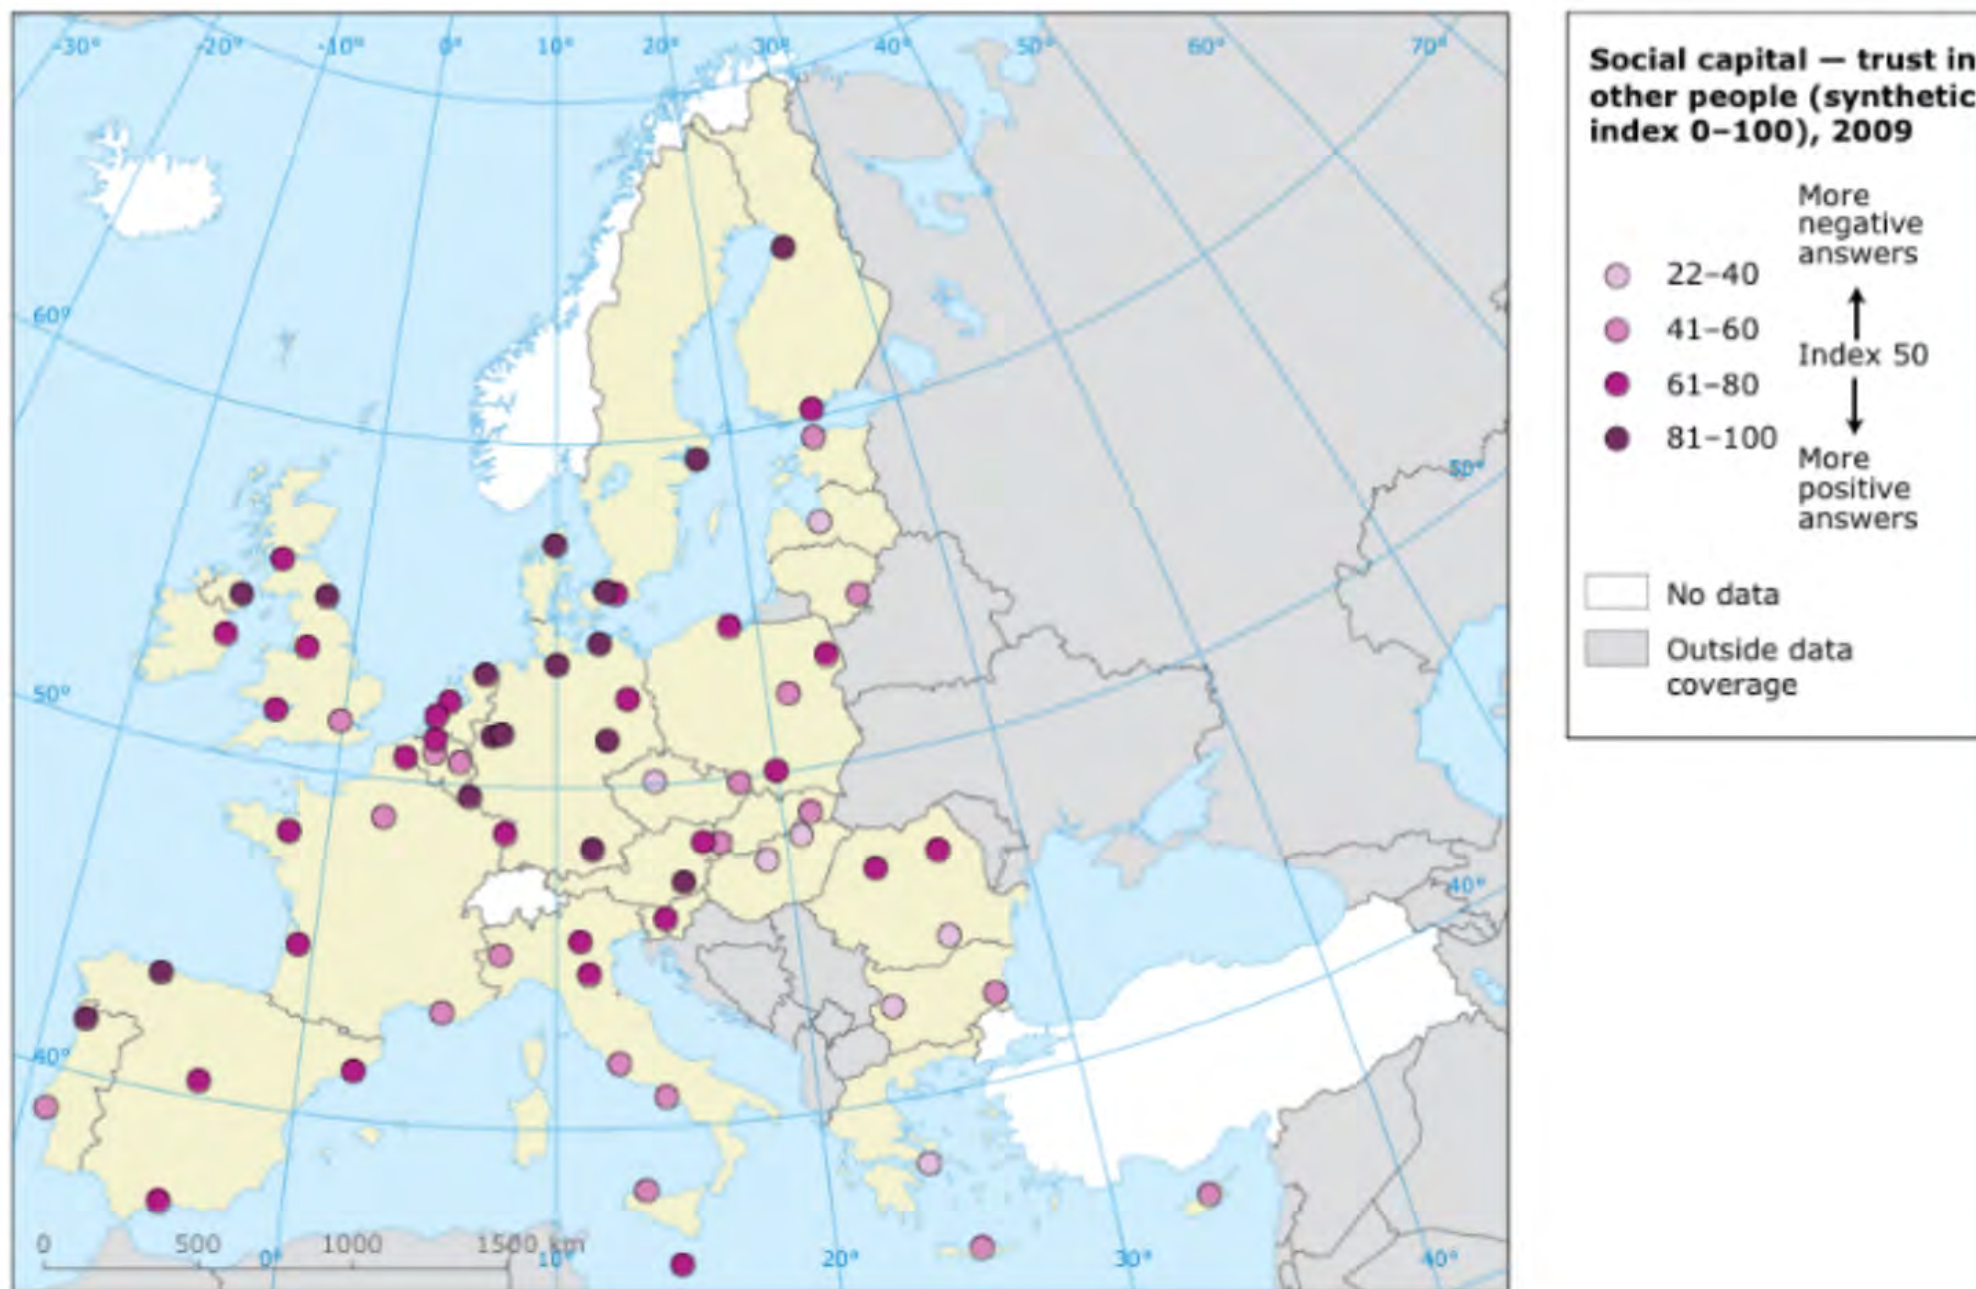 -30°
-20°
-10°
0°
10°
20°
30°
40°
50°
60°
70°
60°
50°
50°
40°
40°
0 500 1000 1500 km
0°
10°
20°
30°
40°
Social capital — trust in
other people (synthetic
index 0–100), 2009
More
negative
answers
22–40
41–60
Index 50
61–80
81–100
More
positive
answers
No data
Outside data
coverage